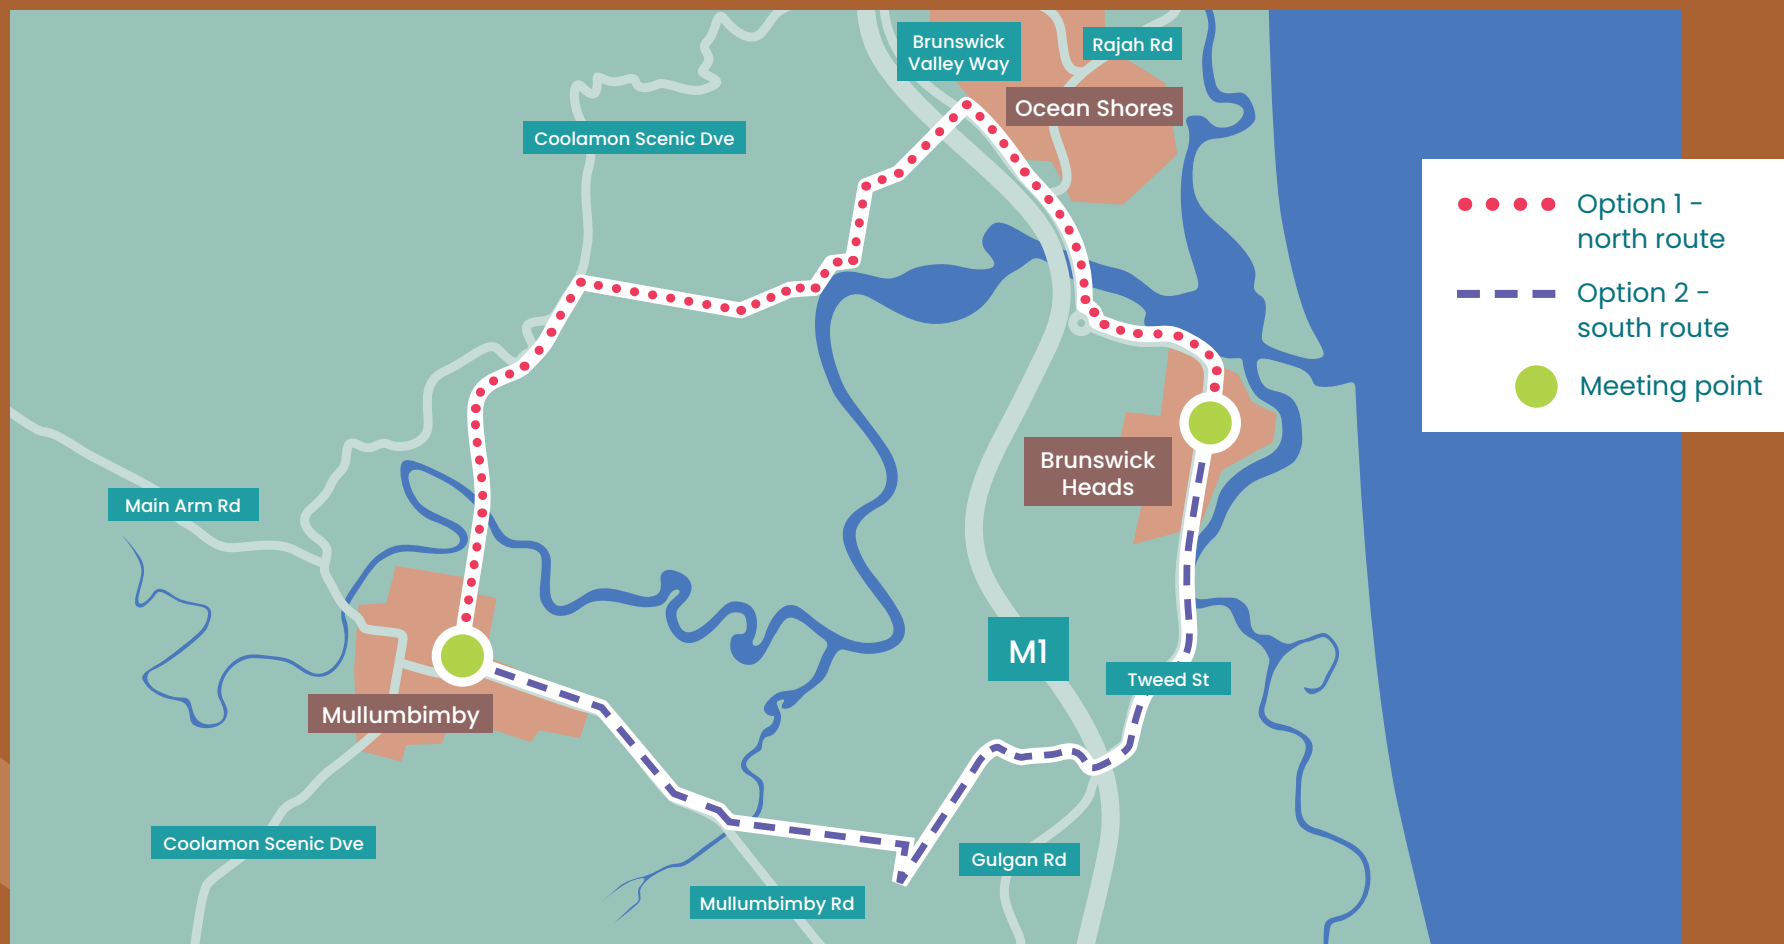 Brunswick
Valley Way
Rajah Rd
Ocean Shores
Coolamon Scenic Dve
Option 1 -
north route
Option 2 -
south route
Meeting point
Brunswick
Heads
Main Arm Rd
M1
Tweed St
Mullumbimby
Coolamon Scenic Dve
Gulgan Rd
Mullumbimby Rd